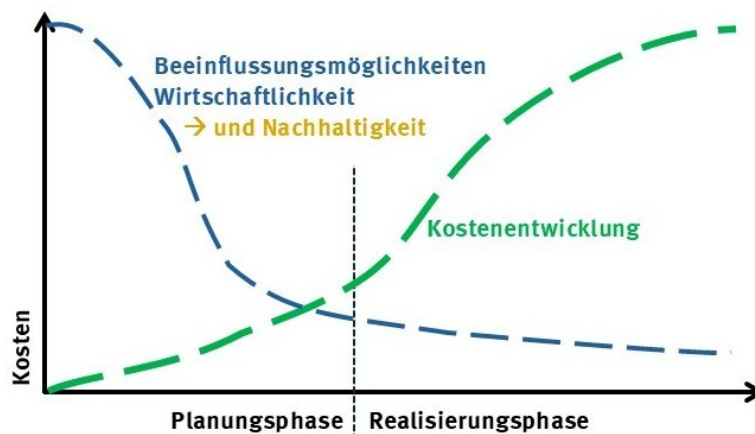 Beeinflussungsmöglichkeiten
Wirtschaftlichkeit
→ und Nachhaltigkeit
Kostenentwicklung
Kosten
Planungsphase
Realisierungsphase